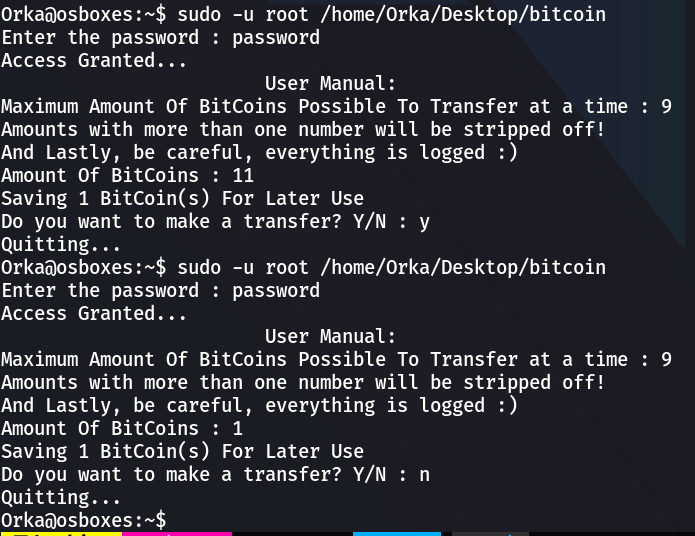 Orka@osboxes:~$ sudo -u root /home/Orka/Desktop/bitcoin
Enter the password : password
Access Granted...
User Manual:
Maximum Amount Of BitCoins Possible To Transfer at a time : 9
Amounts with more than one number will be stripped off!
And Lastly, be careful, everything is logged :)
Amount Of BitCoins : 11
Saving 1 BitCoin(s) For Later Use
Do you want to make a transfer? Y/N : y
Quitting...
Orka@osboxes:~$ sudo -u root /home/Orka/Desktop/bitcoin
Enter the password : password
Access Granted...
User Manual:
Maximum Amount Of BitCoins Possible To Transfer at a time : 9
Amounts with more than one number will be stripped off!
And Lastly, be careful, everything is logged :)
Amount Of BitCoins : 1
Saving 1 BitCoin(s) For Later Use
Do you want to make a transfer? Y/N : n
Quitting...
Orka@osboxes:~$